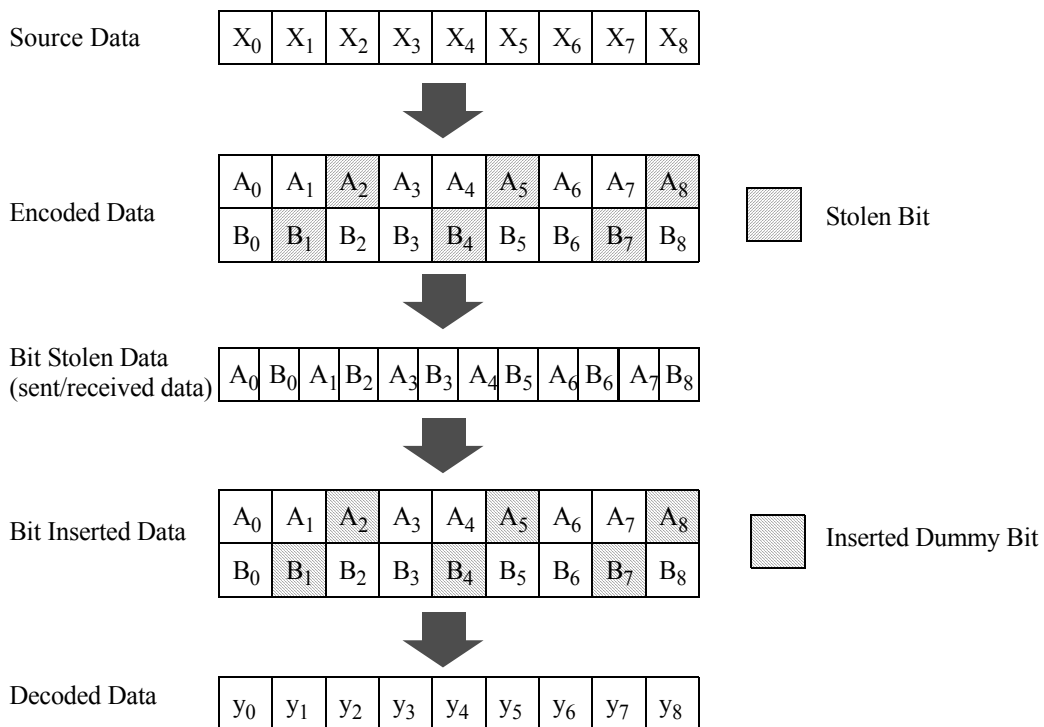 Source Data X0 X1 X2 X3 X4 X5 X6 X7 X8
A0 A1 A2 A3 A4 A5 A6 A7 A8
Encoded Data
Stolen Bit
B0 B1 B2 B3 B4 B5 B6 B7 B8
Bit Stolen Data
(sent/received data)
A0 B0 A1 B2 A3 B3 A4 B5 A6 B6 A7 B8
A0 A1 A2 A3 A4 A5 A6 A7 A8
Bit Inserted Data
Inserted Dummy Bit
B0 B1 B2 B3 B4 B5 B6 B7 B8
Decoded Data y0 y1 y2 y3 y4 y5 y6 y7 y8